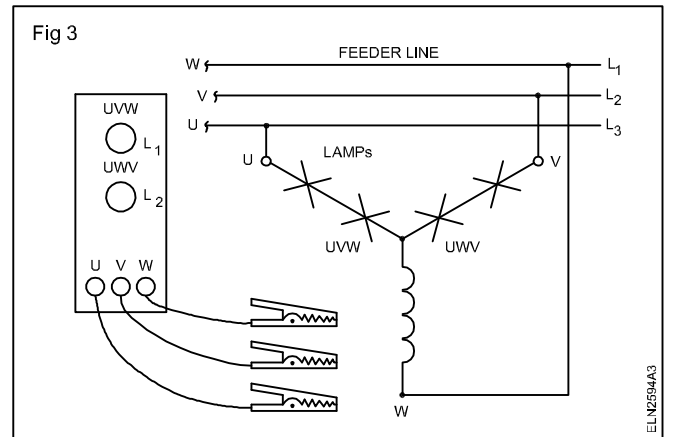 Fig 3
FEEDER LINE
W L1
V L2
U L3
UVW
L1
UWV
L2
U V W
LAMPs
U V
UVW UWV
W
ELN2594A3